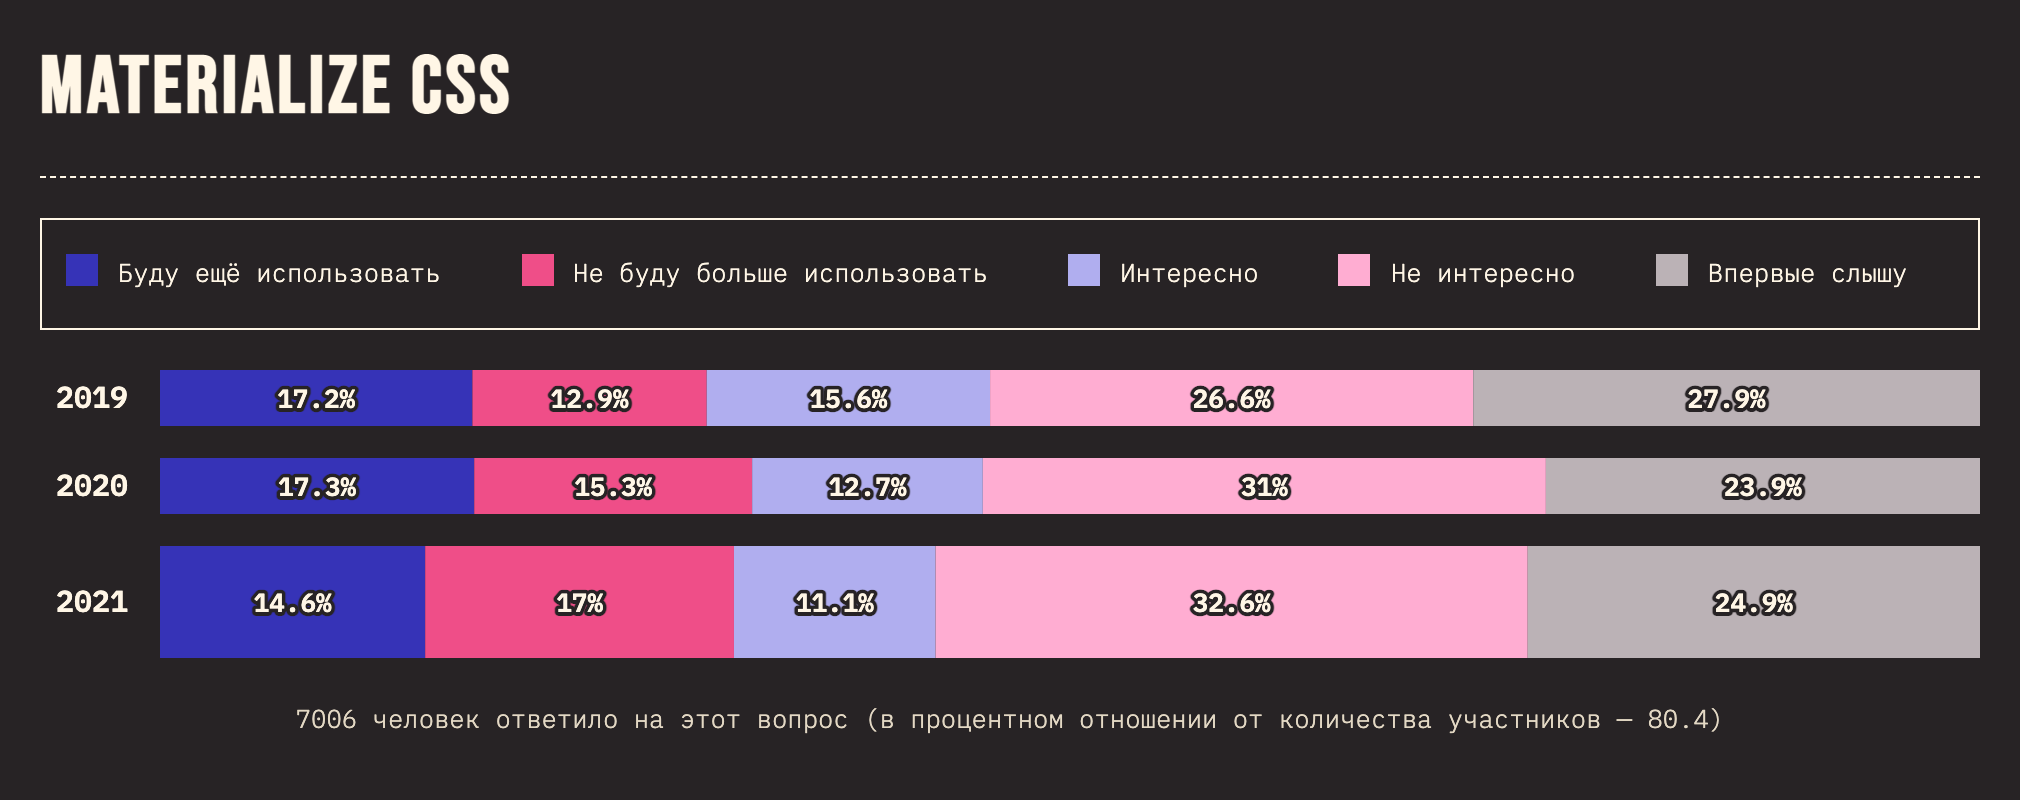 MATERIALIZE CSS
Буду ещё использовать Не буду больше использовать Интересно Не интересно Впервые слышу
2019 17.2% 12.9% 15.6% 26.6% 27.9%
2020 17.3% 15.3% 12.7% 31% 23.9%
2021 14.6% 17% 11.1% 32.6% 24.9%
7006 человек ответило на этот вопрос (в процентном отношении от количества участников — 80.4)